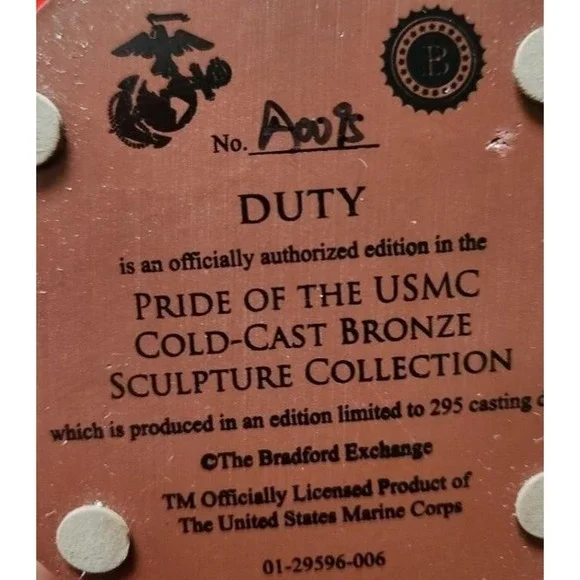 B
No. A0095
DUTY
is an officially authorized edition in the
PRIDE OF THE USMC
COLD-CAST BRONZE
SCULPTURE COLLECTION
which is produced in an edition limited to 295 casting
©The Bradford Exchange
TM Officially Licensed Product of
The United States Marine Corps
01-29596-006